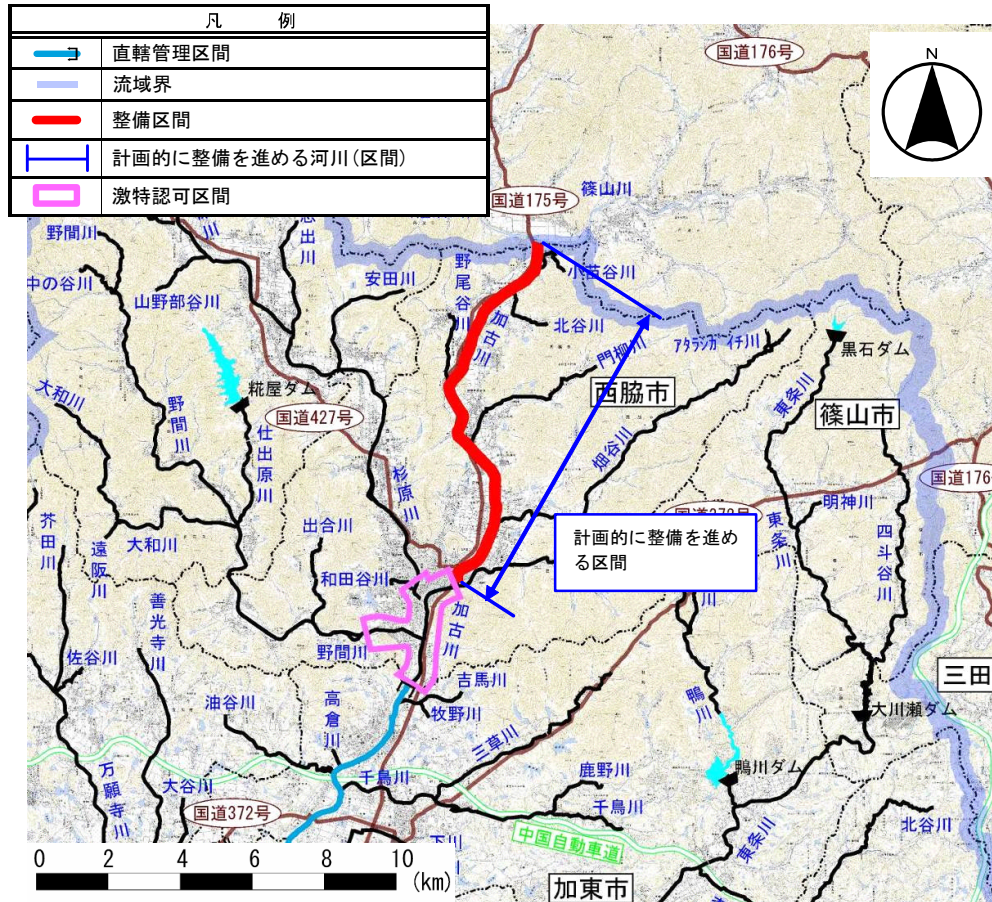 凡 例
直轄管理区間
流域界
整備区間
計画的に整備を進める河川(区間)
激特認可区間
国道176号
N
国道175号
篠山川
野間川
川
志出川
中の谷川
山野部谷川
安田川
野尾谷川
加古川
小苗谷川
北谷川
門柳川
アタランガイチ川
黒石ダム
西脇市
東条川
篠山市
糀屋ダム
国道427号
大和川
野間川
仕出原川
杉原川
畑谷川
国道176
明神川
東条川
四斗谷川
計画的に整備を進め
る区間
芥田川
遠阪川
大和川
出合川
和田谷川
善光寺川
野間川
加古川
川
佐谷川
吉馬川
牧野川
三田
油谷川
高倉川
三草川
鴨川
大川瀬ダム
鴨川ダム
万願寺川
大谷川
千鳥川
鹿野川
千鳥川
国道372号
中国自動車道
東条川
北谷川
加東市
0 2 4 6 8 10
(km)